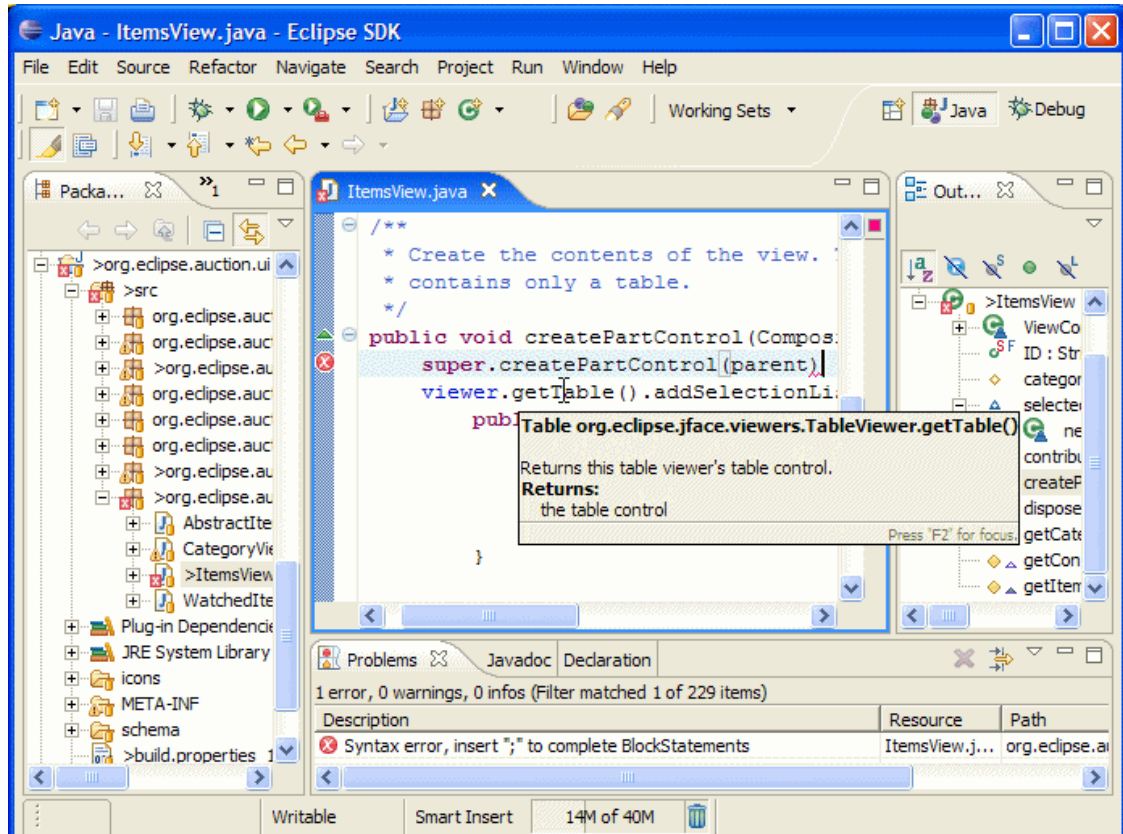 Java - ItemsView.java - Eclipse SDK
File Edit Source Refactor Navigate Search Project Run Window Help
Working Sets
Java
Debug
Packa...
»1
>org.eclipse.auction.ui
>src
org.eclipse.auc
org.eclipse.auc
>org.eclipse.au
org.eclipse.auc
org.eclipse.auc
org.eclipse.auc
>org.eclipse.au
>org.eclipse.au
AbstractIte
CategoryVie
>ItemsView
WatchedIte
Plug-in Dependencie
JRE System Library
icons
META-INF
schema
>build.properties 1
ItemsView.java
/**
* Create the contents of the view.
* contains only a table.
*/
public void createPartControl(Compos
super.createPartControl(parent)
viewer.getTable().addSelectionLi
publ
}
Table org.eclipse.jface.viewers.TableViewer.getTable()
Returns this table viewer's table control.
Returns:
the table control
Press 'F2' for focus.
Out...
>ItemsView
ViewCo
ID : Str
categor
selected
ne
contribu
createP
dispose
getCate
getCon
getItem
Problems
Javadoc
Declaration
1 error, 0 warnings, 0 infos (Filter matched 1 of 229 items)
Description Resource Path
Syntax error, insert ";" to complete BlockStatements ItemsView.j... org.eclipse.au
Writable Smart Insert 14M of 40M